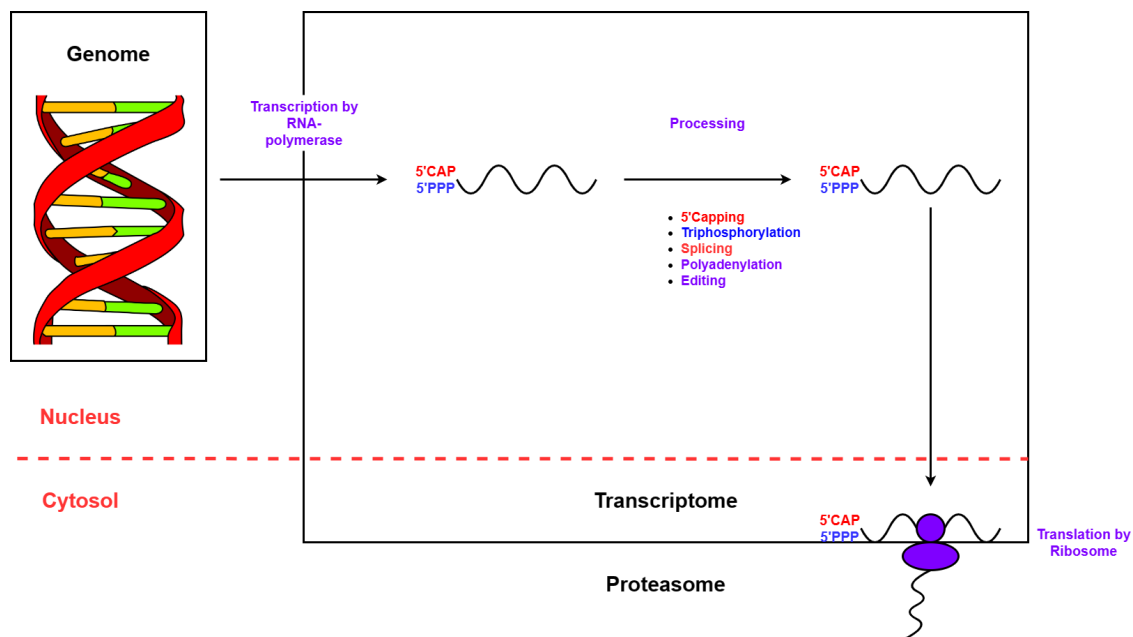 Genome
Transcription by
RNA-
polymerase
Processing
5'CAP
5'PPP
5'CAP
5'PPP
5'Capping
Triphosphorylation
Splicing
Polyadenylation
Editing
Nucleus
Cytosol
Transcriptome
5'CAP
5'PPP
Translation by
Ribosome
Proteasome